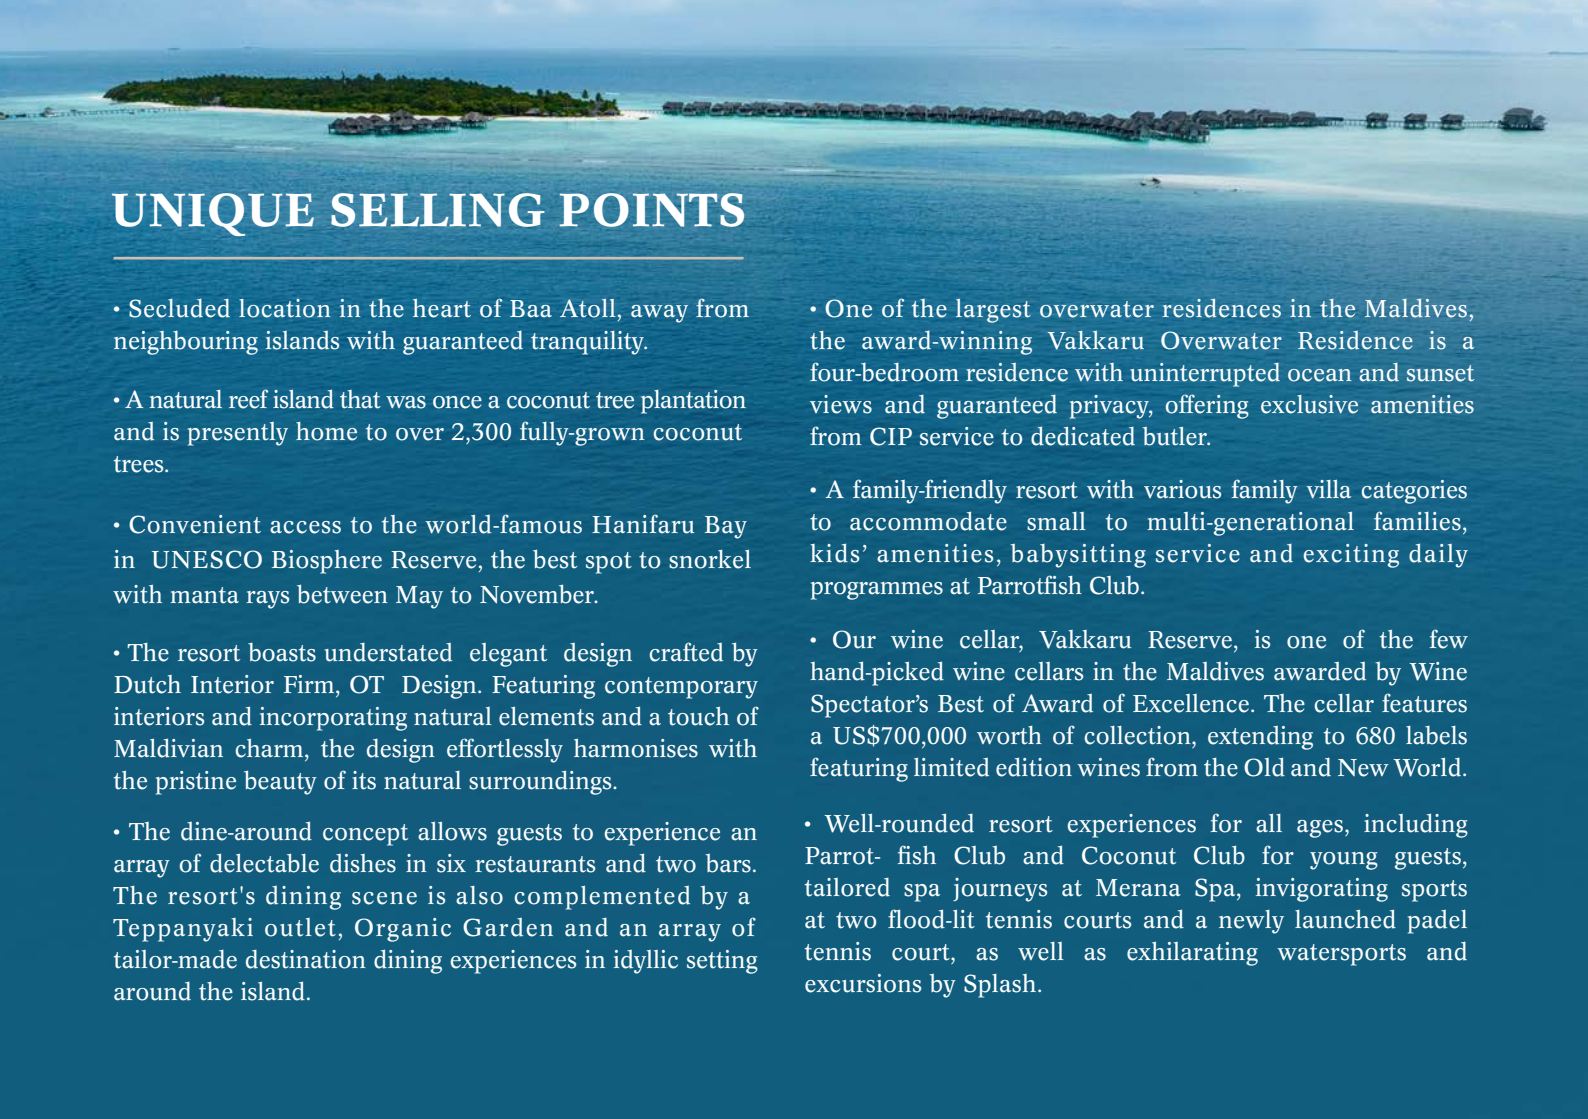 UNIQUE SELLING POINTS
• Secluded location in the heart of Baa Atoll, away from
neighbouring islands with guaranteed tranquility.
• A natural reef island that was once a coconut tree plantation
and is presently home to over 2,300 fully-grown coconut
trees.
• Convenient access to the world-famous Hanifaru Bay
in UNESCO Biosphere Reserve, the best spot to snorkel
with manta rays between May to November.
• The resort boasts understated elegant design crafted by
Dutch Interior Firm, OT Design. Featuring contemporary
interiors and incorporating natural elements and a touch of
Maldivian charm, the design effortlessly harmonises with
the pristine beauty of its natural surroundings.
• The dine-around concept allows guests to experience an
array of delectable dishes in six restaurants and two bars.
The resort's dining scene is also complemented by a
Teppanyaki outlet, Organic Garden and an array of
tailor-made destination dining experiences in idyllic setting
around the island.
• One of the largest overwater residences in the Maldives,
the award-winning Vakkaru Overwater Residence is a
four-bedroom residence with uninterrupted ocean and sunset
views and guaranteed privacy, offering exclusive amenities
from CIP service to dedicated butler.
• A family-friendly resort with various family villa categories
to accommodate small to multi-generational families,
kids’ amenities, babysitting service and exciting daily
programmes at Parrotfish Club.
• Our wine cellar, Vakkaru Reserve, is one of the few
hand-picked wine cellars in the Maldives awarded by Wine
Spectator’s Best of Award of Excellence. The cellar features
a US$700,000 worth of collection, extending to 680 labels
featuring limited edition wines from the Old and New World.
• Well-rounded resort experiences for all ages, including
Parrot- fish Club and Coconut Club for young guests,
tailored spa journeys at Merana Spa, invigorating sports
at two flood-lit tennis courts and a newly launched padel
tennis court, as well as exhilarating watersports and
excursions by Splash.